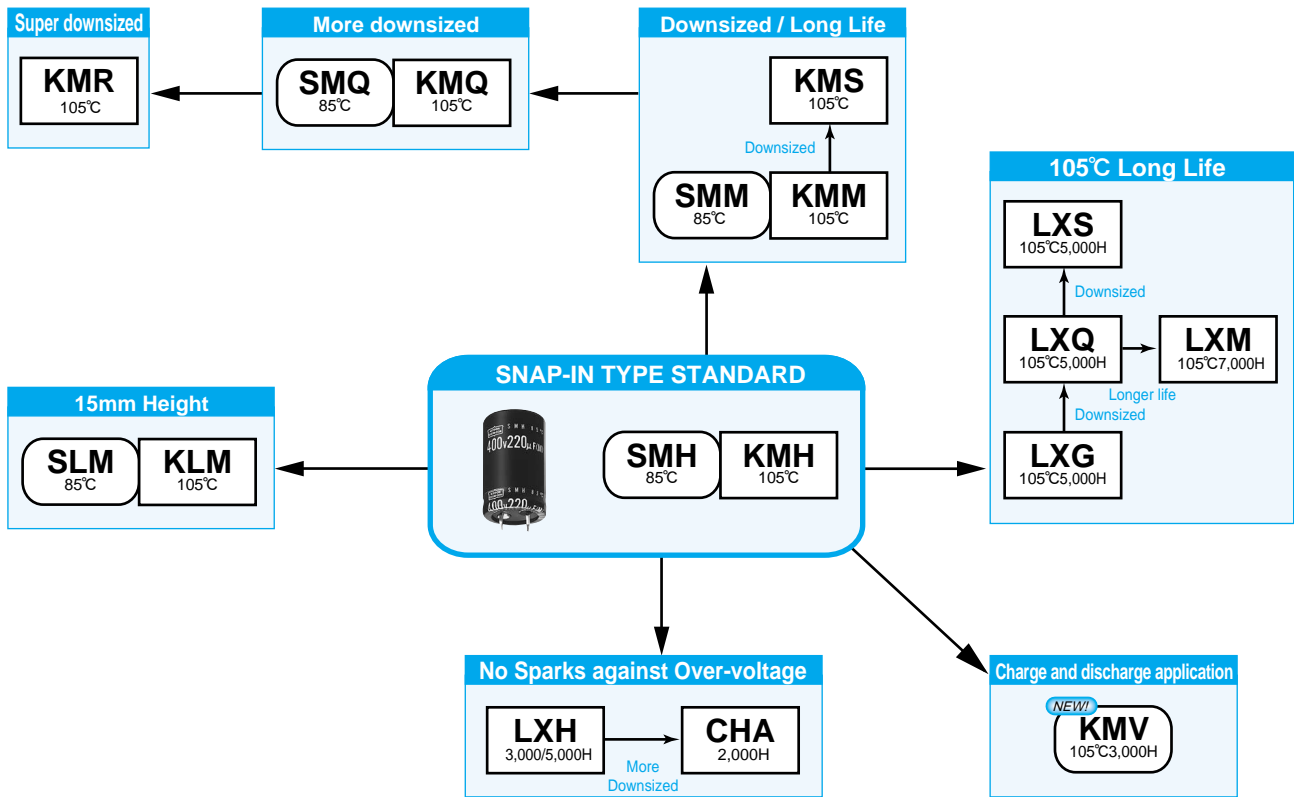 Super downsized
KMR
105℃
More downsized
SMQ
85℃
KMQ
105℃
Downsized / Long Life
KMS
105℃
Downsized
SMM
85℃
KMM
105℃
105℃ Long Life
LXS
105℃5,000H
Downsized
LXQ
105℃5,000H
LXM
105℃7,000H
Longer life
Downsized
LXG
105℃5,000H
SNAP-IN TYPE STANDARD
SMH
400V220μF
400V220μF
SMH
85℃
KMH
105℃
15mm Height
SLM
85℃
KLM
105℃
No Sparks against Over-voltage
LXH
3,000/5,000H
More
Downsized
CHA
2,000H
Charge and discharge application
NEW!
KMV
105℃3,000H